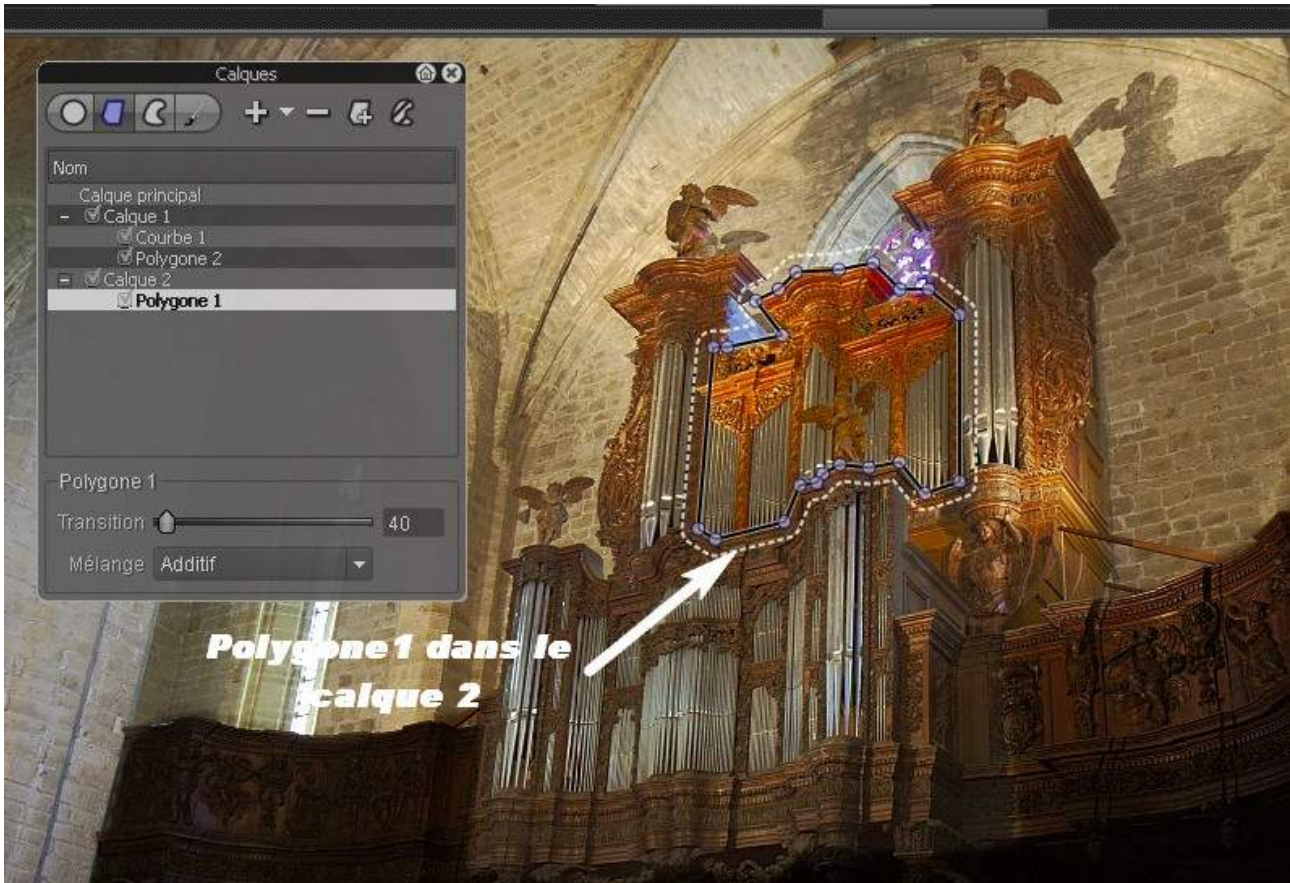 Calques
Nom
Calque principal
Calque 1
Courbe 1
Polygone 2
Calque 2
Polygone 1
Polygone 1
Transition 40
Mélange Additif
Polygone1 dans le
calque 2